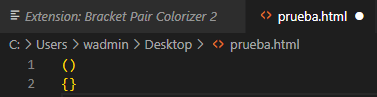 Extension: Bracket Pair Colorizer 2 <> prueba.html
C: > Users > wadmin > Desktop > <> prueba.html
1 ()
2 {}